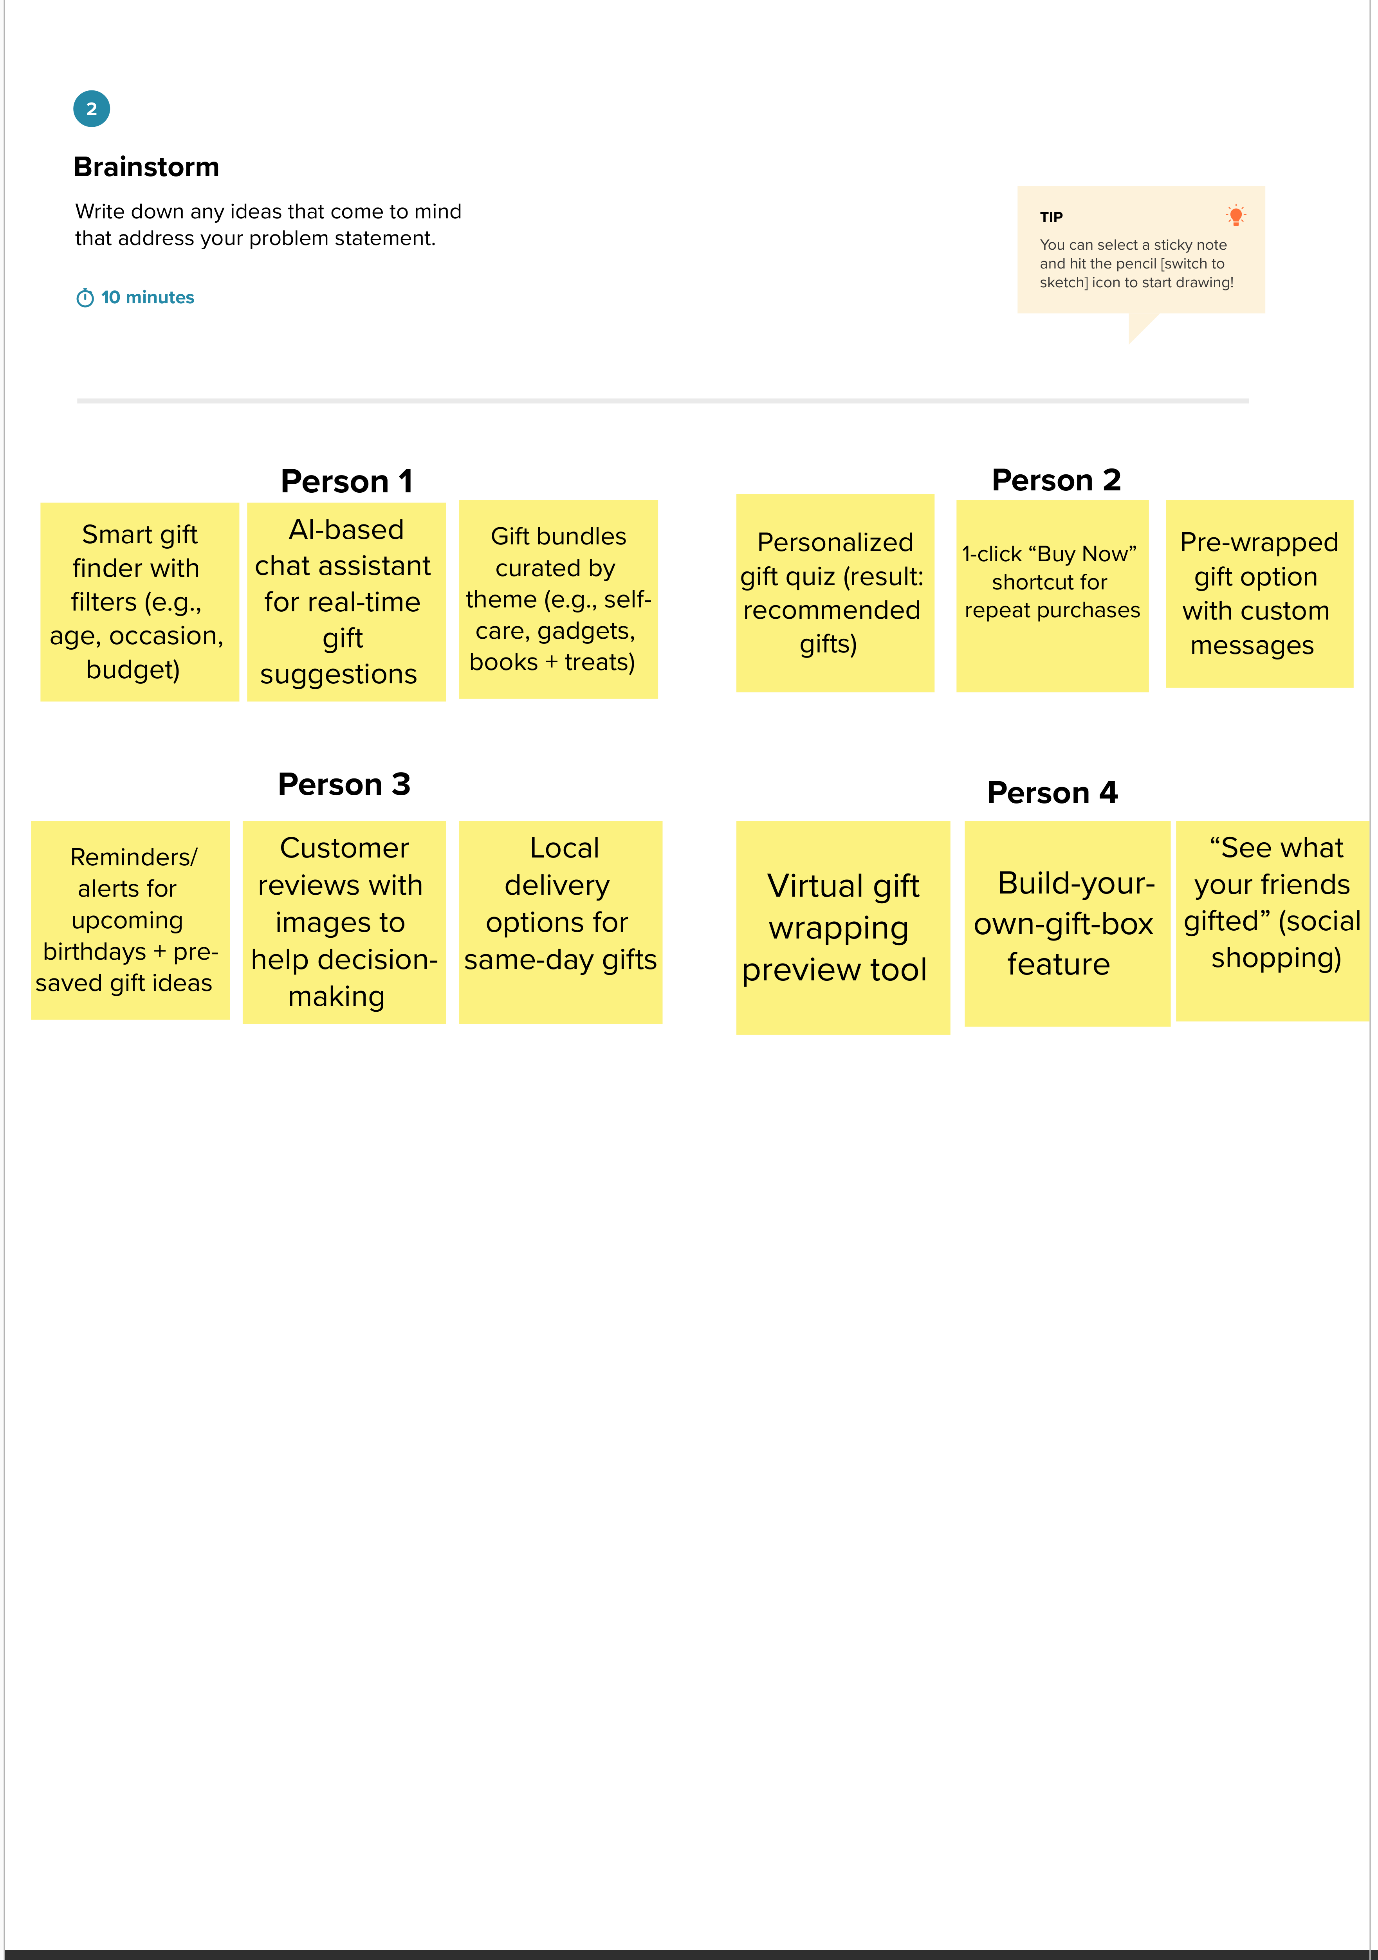 2
Brainstorm
Write down any ideas that come to mind
that address your problem statement.
10 minutes
TIP
You can select a sticky note
and hit the pencil [switch to
sketch] icon to start drawing!
Person 1
Smart gift
finder with
filters (e.g.,
age, occasion,
budget)
AI-based
chat assistant
for real-time
gift
suggestions
Gift bundles
curated by
theme (e.g., self-
care, gadgets,
books + treats)
Person 2
Personalized
gift quiz (result:
recommended
gifts)
1-click “Buy Now”
shortcut for
repeat purchases
Pre-wrapped
gift option
with custom
messages
Person 3
Reminders/
alerts for
upcoming
birthdays + pre-
saved gift ideas
Customer
reviews with
images to
help decision-
making
Local
delivery
options for
same-day gifts
Person 4
Virtual gift
wrapping
preview tool
Build-your-
own-gift-box
feature
“See what
your friends
gifted” (social
shopping)